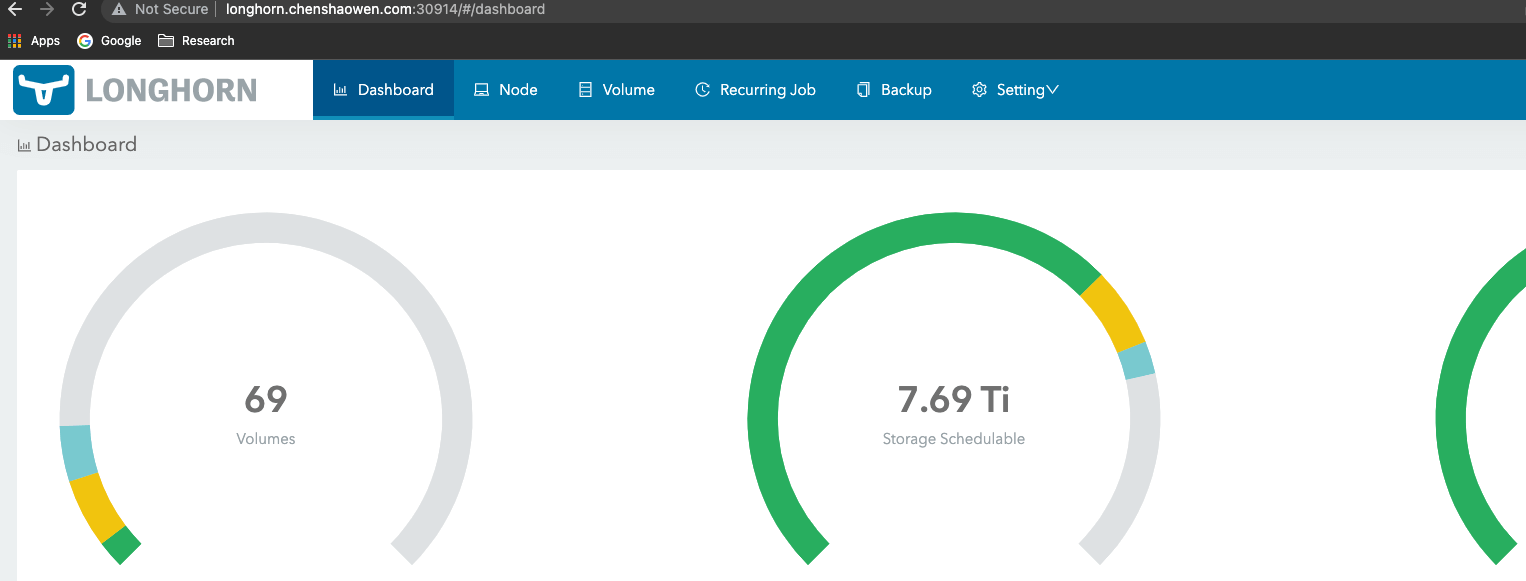 Not Secure longhorn.chenshaowen.com:30914/#/dashboard
Apps Google Research
LONGHORN Dashboard Node Volume Recurring Job Backup Setting
Dashboard
69
Volumes
7.69 Ti
Storage Schedulable